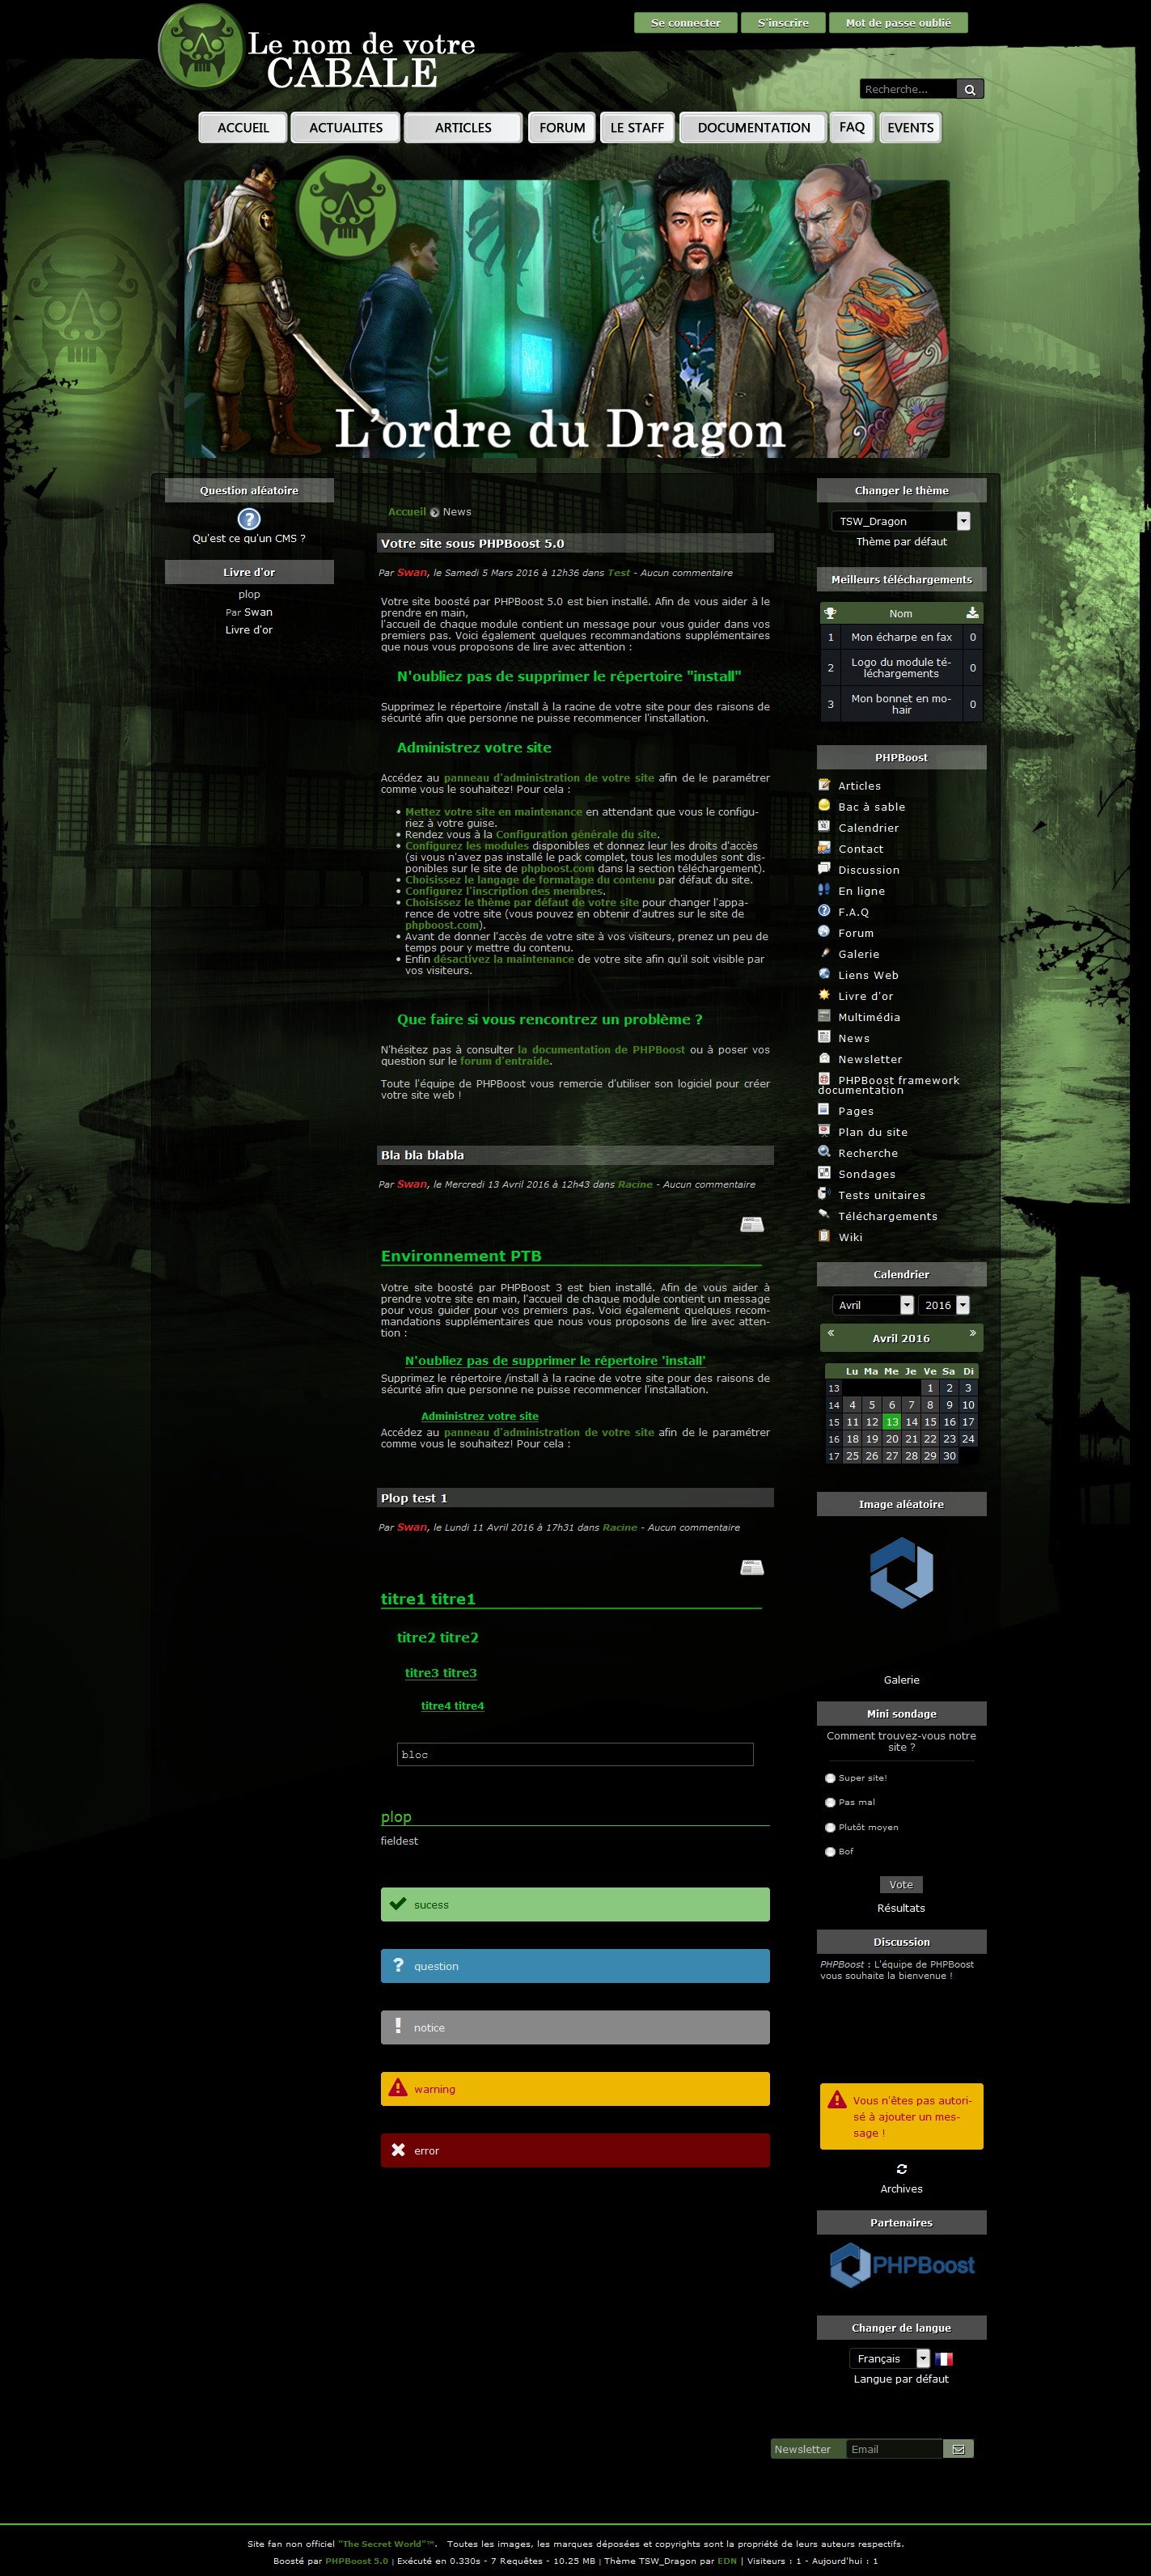 Le nom de votre
CABALE
Se connecter
S'inscrire
Mot de passe oublié
Recherche...
ACCUEIL
ACTUALITES
ARTICLES
FORUM
LE STAFF
DOCUMENTATION
FAQ
EVENTS
L'ordre du Dragon
Question aléatoire
Qu'est ce qu'un CMS ?
Livre d'or
plop
Par Swan
Livre d'or
Accueil News
Votre site sous PHPBoost 5.0
Par Swan, le Samedi 5 Mars 2016 à 12h36 dans Test - Aucun commentaire
Votre site boosté par PHPBoost 5.0 est bien installé. Afin de vous aider à le
prendre en main,
l'accueil de chaque module contient un message pour vous guider dans vos
premiers pas. Voici également quelques recommandations supplémentaires
que nous vous proposons de lire avec attention :
N'oubliez pas de supprimer le répertoire "install"
Supprimez le répertoire /install à la racine de votre site pour des raisons de
sécurité afin que personne ne puisse recommencer l'installation.
Administrez votre site
Accédez au panneau d'administration de votre site afin de le paramétrer
comme vous le souhaitez! Pour cela :
• Mettez votre site en maintenance en attendant que vous le configu-
riez à votre guise.
• Rendez vous à la Configuration générale du site.
• Configurez les modules disponibles et donnez leur les droits d'accès
(si vous n'avez pas installé le pack complet, tous les modules sont dis-
ponibles sur le site de phpboost.com dans la section téléchargement).
• Choisissez le langage de formatage du contenu par défaut du site.
• Configurez l'inscription des membres.
• Choisissez le thème par défaut de votre site pour changer l'appa-
rence de votre site (vous pouvez en obtenir d'autres sur le site de
phpboost.com).
• Avant de donner l'accès de votre site à vos visiteurs, prenez un peu de
temps pour y mettre du contenu.
• Enfin désactivez la maintenance de votre site afin qu'il soit visible par
vos visiteurs.
Que faire si vous rencontrez un problème ?
N'hésitez pas à consulter la documentation de PHPBoost ou à poser vos
question sur le forum d'entraide.
Toute l'équipe de PHPBoost vous remercie d'utiliser son logiciel pour créer
votre site web !
Bla bla blabla
Par Swan, le Mercredi 13 Avril 2016 à 12h43 dans Racine - Aucun commentaire
Environnement PTB
Votre site boosté par PHPBoost 3 est bien installé. Afin de vous aider à
prendre votre site en main, l'accueil de chaque module contient un message
pour vous guider pour vos premiers pas. Voici également quelques recom-
mandations supplémentaires que nous vous proposons de lire avec atten-
tion :
N'oubliez pas de supprimer le répertoire 'install'
Supprimez le répertoire /install à la racine de votre site pour des raisons de
sécurité afin que personne ne puisse recommencer l'installation.
Administrez votre site
Accédez au panneau d'administration de votre site afin de le paramétrer
comme vous le souhaitez! Pour cela :
Plop test 1
Par Swan, le Lundi 11 Avril 2016 à 17h31 dans Racine - Aucun commentaire
titre1 titre1
titre2 titre2
titre3 titre3
titre4 titre4
bloc
plop
fieldest
sucess
question
notice
warning
error
Changer le thème
TSW_Dragon
Thème par défaut
Meilleurs téléchargements
Nom
1 Mon écharpe en fax 0
2 Logo du module té-
léchargements 0
3 Mon bonnet en mo-
hair 0
PHPBoost
Articles
Bac à sable
Calendrier
Contact
Discussion
En ligne
F.A.Q
Forum
Galerie
Liens Web
Livre d'or
Multimédia
News
Newsletter
PHPBoost framework
documentation
Pages
Plan du site
Recherche
Sondages
Tests unitaires
Téléchargements
Wiki
Calendrier
Avril 2016
« Avril 2016 »
Lu Ma Me Je Ve Sa Di
13 1 2 3
14 4 5 6 7 8 9 10
15 11 12 13 14 15 16 17
16 18 19 20 21 22 23 24
17 25 26 27 28 29 30
Image aléatoire
Galerie
Mini sondage
Comment trouvez-vous notre
site ?
Super site!
Pas mal
Plutôt moyen
Bof
Vote
Résultats
Discussion
PHPBoost : L'équipe de PHPBoost
vous souhaite la bienvenue !
Vous n'êtes pas autori-
sé à ajouter un mes-
sage !
Archives
Partenaires
PHPBoost
Changer de langue
Français
Langue par défaut
Newsletter Email
Site fan non officiel "The Secret World"™. Toutes les images, les marques déposées et copyrights sont la propriété de leurs auteurs respectifs.
Boosté par PHPBoost 5.0 | Exécuté en 0.330s - 7 Requêtes - 10.25 MB | Thème TSW_Dragon par EDN | Visiteurs : 1 - Aujourd'hui : 1